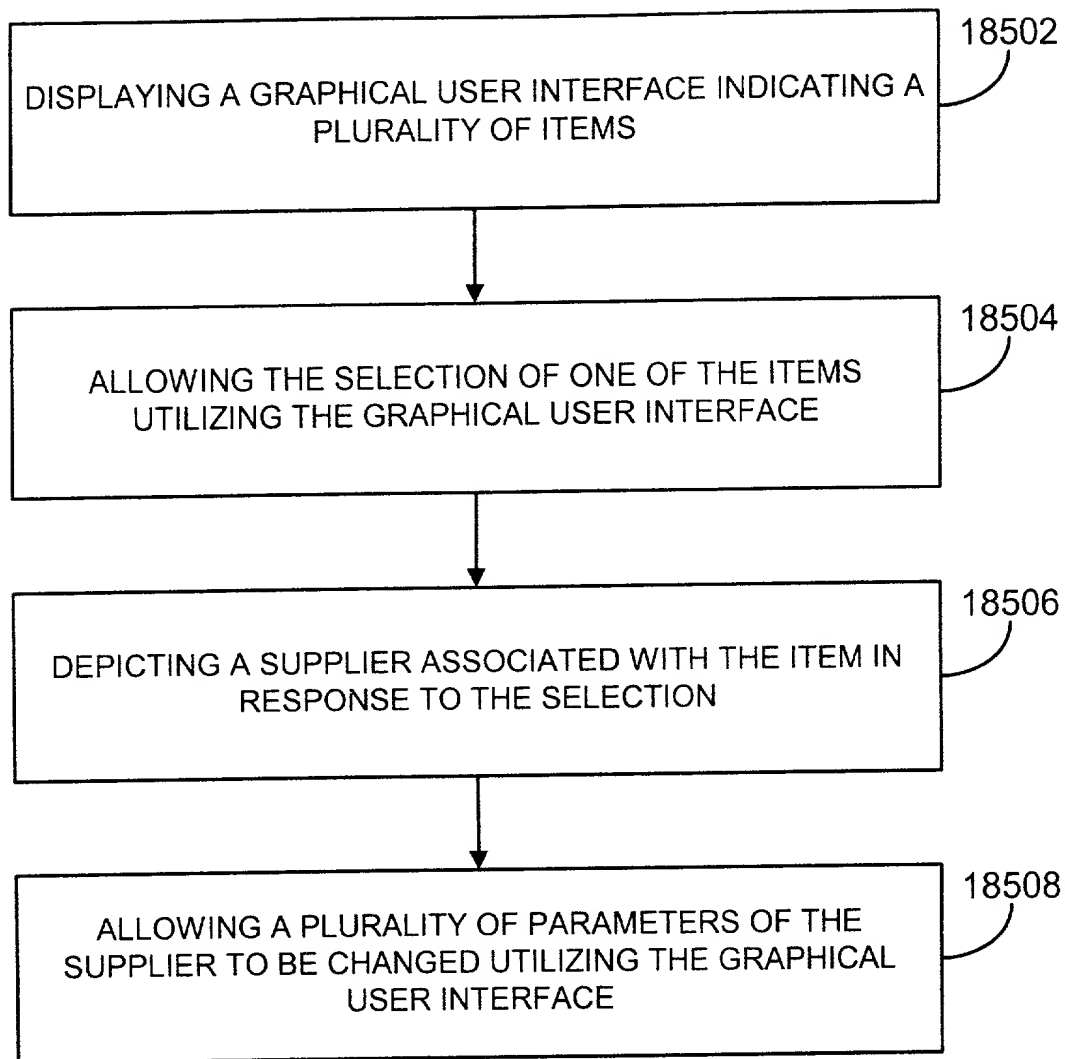 18502
DISPLAYING A GRAPHICAL USER INTERFACE INDICATING A
PLURALITY OF ITEMS
18504
ALLOWING THE SELECTION OF ONE OF THE ITEMS
UTILIZING THE GRAPHICAL USER INTERFACE
18506
DEPICTING A SUPPLIER ASSOCIATED WITH THE ITEM IN
RESPONSE TO THE SELECTION
18508
ALLOWING A PLURALITY OF PARAMETERS OF THE
SUPPLIER TO BE CHANGED UTILIZING THE GRAPHICAL
USER INTERFACE